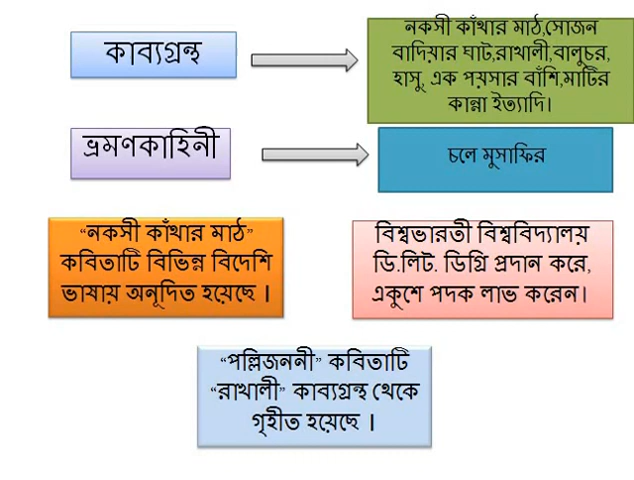 কাব্যগ্রন্থ
নকসী কাঁথার মাঠ,সোজন
বাদিয়ার ঘাট,রাখালী,বালুচর,
হাসু, এক পয়সার বাঁশি,মাটির
কান্না ইত্যাদি।
ভ্রমণকাহিনী
চলে মুসাফির
“নকসী কাঁথার মাঠ”
কবিতাটি বিভিন্ন বিদেশি
ভাষায় অনূদিত হয়েছে ।
বিশ্বভারতী বিশ্ববিদ্যালয়
ডি.লিট. ডিগ্রি প্রদান করে,
একুশে পদক লাভ করেন।
“পল্লিজননী” কবিতাটি
“রাখালী” কাব্যগ্রন্থ থেকে
গৃহীত হয়েছে ।